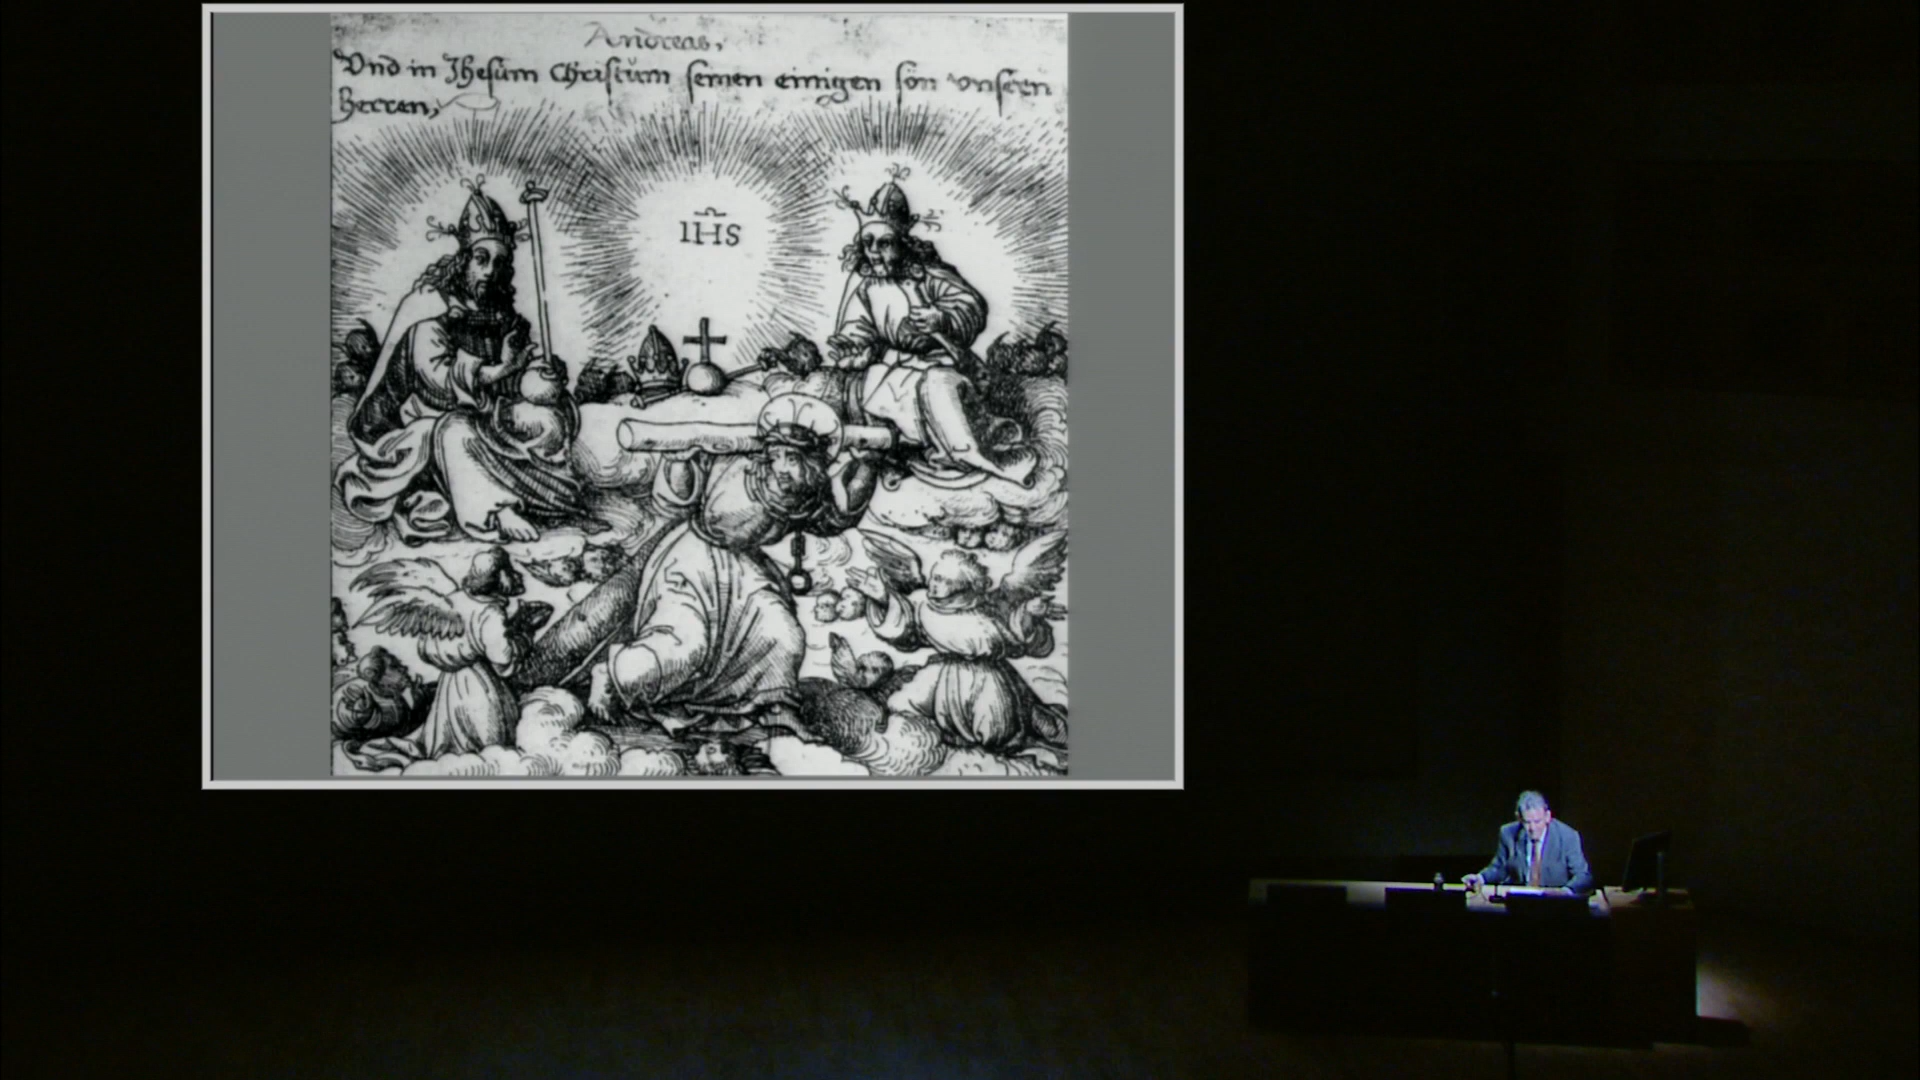 Andreas,
Vnd in Jhesum Christum seinen einigen son vnsern
Herren,
IHS